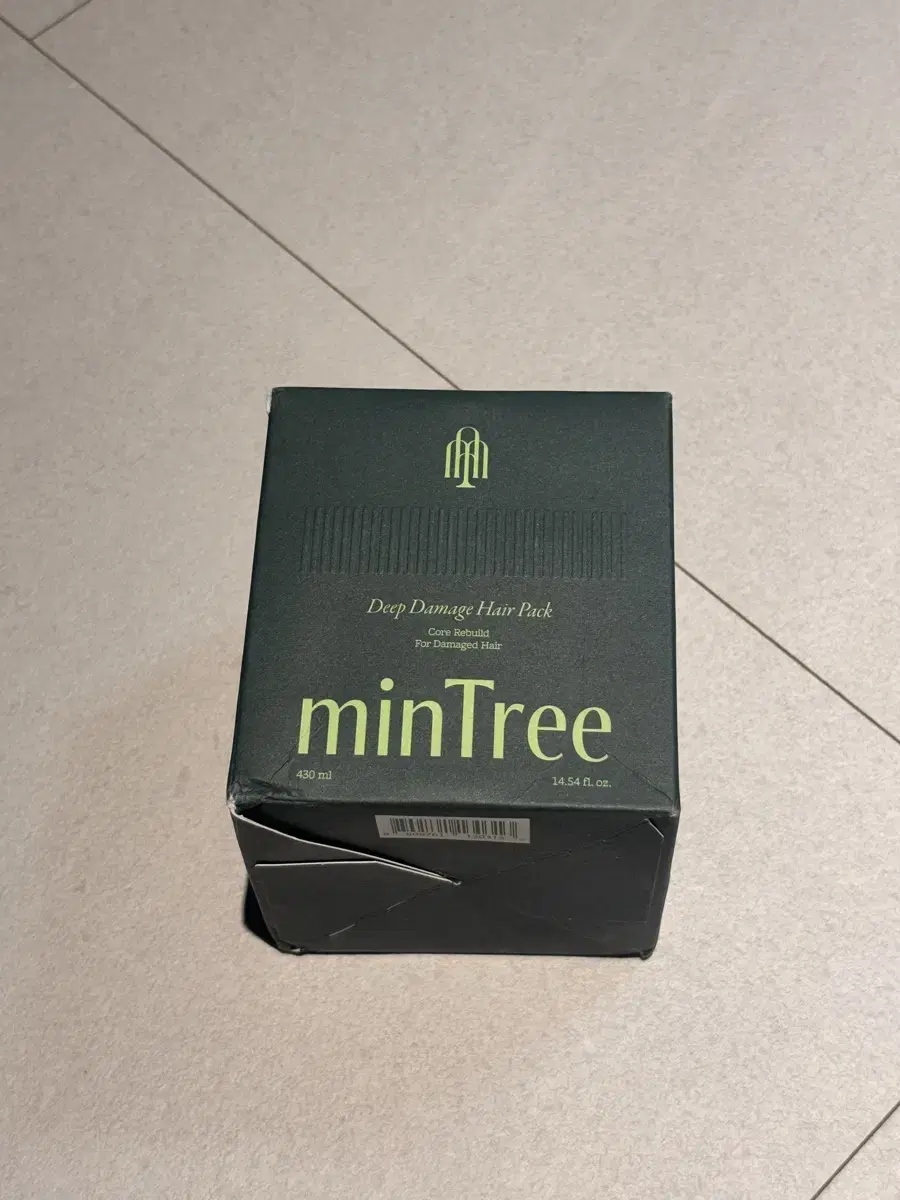 Deep Damage Hair Pack
Core Rebuild
For Damaged Hair
minTree
430 ml
14.54 fl. oz.